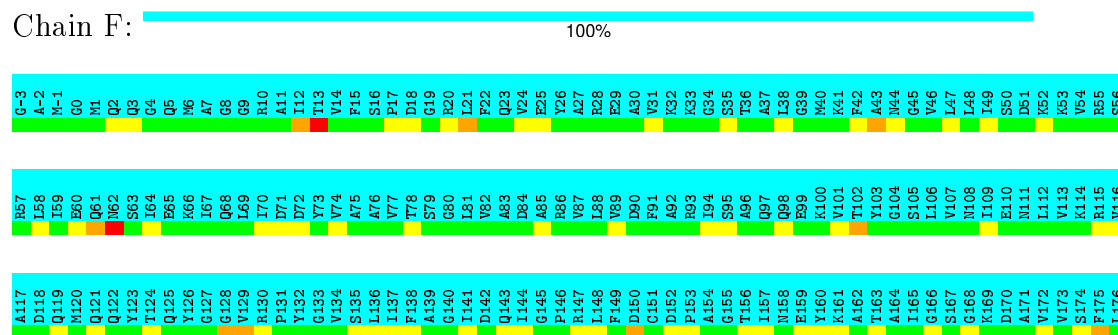 Chain F:
100%
G-3 A-2 M-1 G0 M1 Q2 Q3 G4 Q5 M6 A7 G8 G9 R10 A11 I12 T13 V14 F15 S16 P17 D18 G19 R20 L21 F22 Q23 V24 E25 Y26 A27 R28 E29 A30 V31 K32 K33 G34 S35 T36 A37 L38 G39 M40 K41 F42 A43 N44 G45 V46 L47 L48 I49 S50 D51 K52 K53 V54 R55
R57 L58 I59 E60 Q61 N62 S63 I64 E65 K66 I67 Q68 L69 I70 D71 D72 Y73 V74 A75 A76 V77 T78 S79 G80 L81 V82 A83 D84 A85 R86 V87 L88 V89 D90 F91 A92 R93 I94 S95 A96 Q97 Q98 E99 K100 V101 T102 Y103 G104 S105 L106 V107 N108 I109 E110 N111 L112 V113 K114 R115
A117 D118 Q119 M120 Q121 Q122 Y123 T124 Q125 Y126 G127 G128 V129 R130 P131 Y132 G133 V134 S135 L136 I137 F138 A139 G140 I141 D142 Q143 I144 G145 P146 R147 L148 F149 D150 C151 D152 P153 A154 G155 T156 I157 N158 E159 Y160 K161 A162 T163 A164 I165 G166 S167 G168 K169 D170 A171 V172 V173 S174 F175